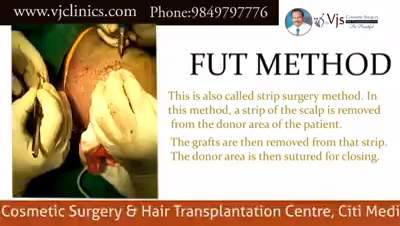 www.vjclinics.com Phone:9849797776
Vjs
Cosmetic Surgery
FUT METHOD
This is also called strip surgery method. In
this method, a strip of the scalp is removed
from the donor area of the patient.
The grafts are then removed from that strip.
The donor area is then sutured for closing.
Cosmetic Surgery & Hair Transplantation Centre, Citi Medi